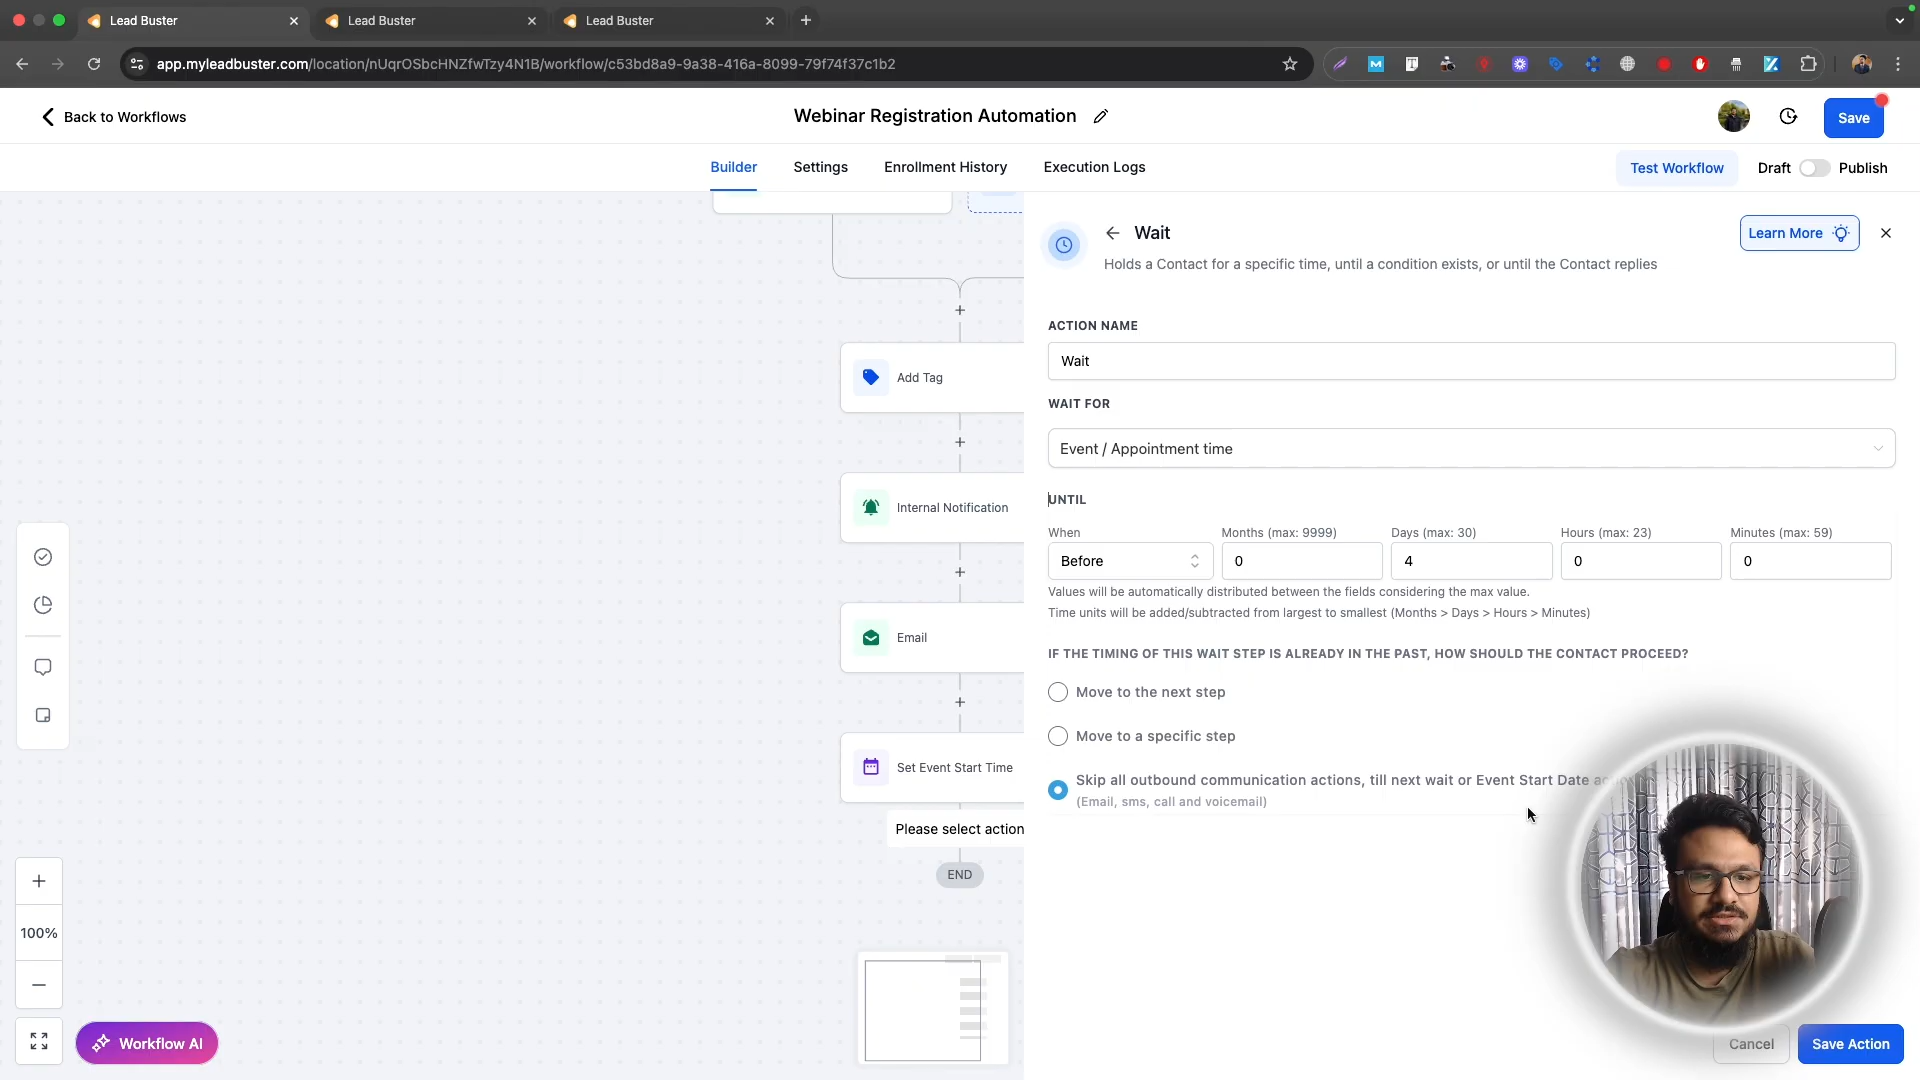 Lead Buster
Lead Buster
Lead Buster
app.myleadbuster.com/location/nUqrOSbcHNZfwTzy4N1B/workflow/c53bd8a9-9a38-416a-8099-79f74f37c1b2
Back to Workflows
Webinar Registration Automation
Save
Builder
Settings
Enrollment History
Execution Logs
Test Workflow
Draft
Publish
Wait
Learn More
Holds a Contact for a specific time, until a condition exists, or until the Contact replies
ACTION NAME
Wait
WAIT FOR
Event / Appointment time
UNTIL
When
Months (max: 9999)
Days (max: 30)
Hours (max: 23)
Minutes (max: 59)
Before
0
4
0
0
Values will be automatically distributed between the fields considering the max value.
Time units will be added/subtracted from largest to smallest (Months > Days > Hours > Minutes)
IF THE TIMING OF THIS WAIT STEP IS ALREADY IN THE PAST, HOW SHOULD THE CONTACT PROCEED?
Move to the next step
Move to a specific step
Skip all outbound communication actions, till next wait or Event Start Date
(Email, sms, call and voicemail)
Cancel
Save Action
Add Tag
Internal Notification
Email
Set Event Start Time
Please select action
END
100%
Workflow AI